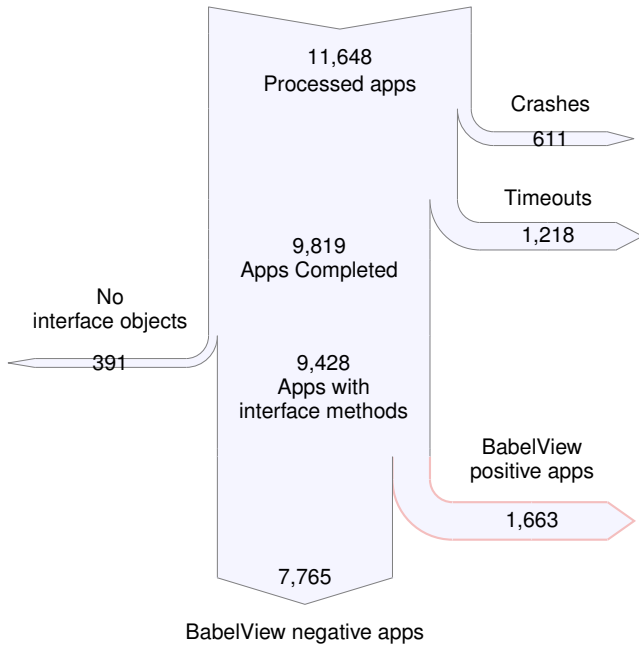 11,648
Processed apps
Crashes
611
Timeouts
1,218
9,819
Apps Completed
No
interface objects
391
9,428
Apps with
interface methods
BabelView
positive apps
1,663
7,765
BabelView negative apps